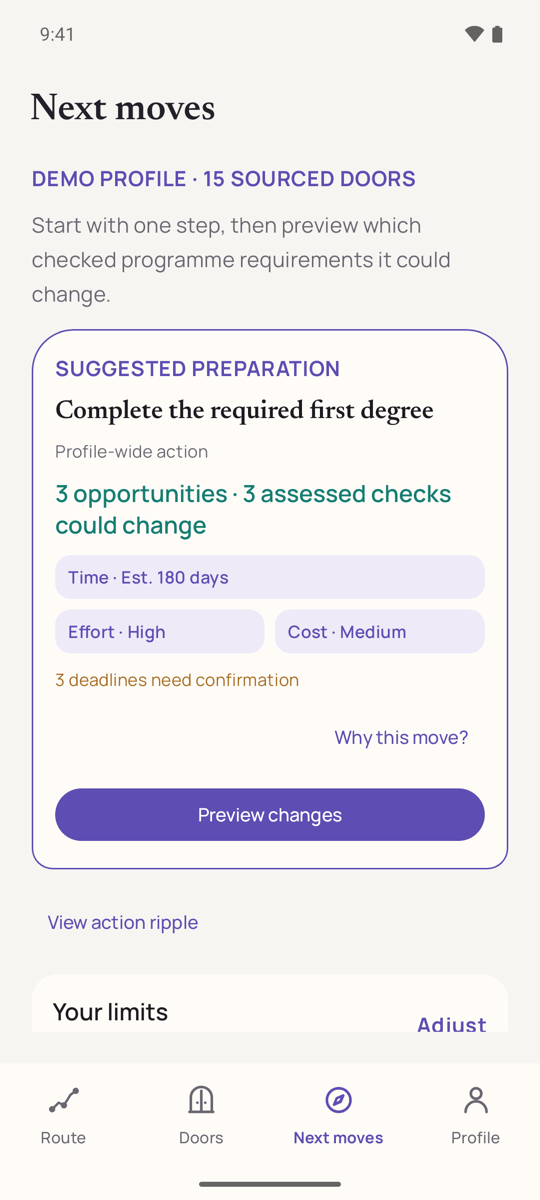 9:41
Next moves
DEMO PROFILE · 15 SOURCED DOORS
Start with one step, then preview which
checked programme requirements it could
change.
SUGGESTED PREPARATION
Complete the required first degree
Profile-wide action
3 opportunities · 3 assessed checks
could change
Time · Est. 180 days
Effort · High
Cost · Medium
3 deadlines need confirmation
Why this move?
Preview changes
View action ripple
Your limits
Adjust
Route
Doors
Next moves
Profile